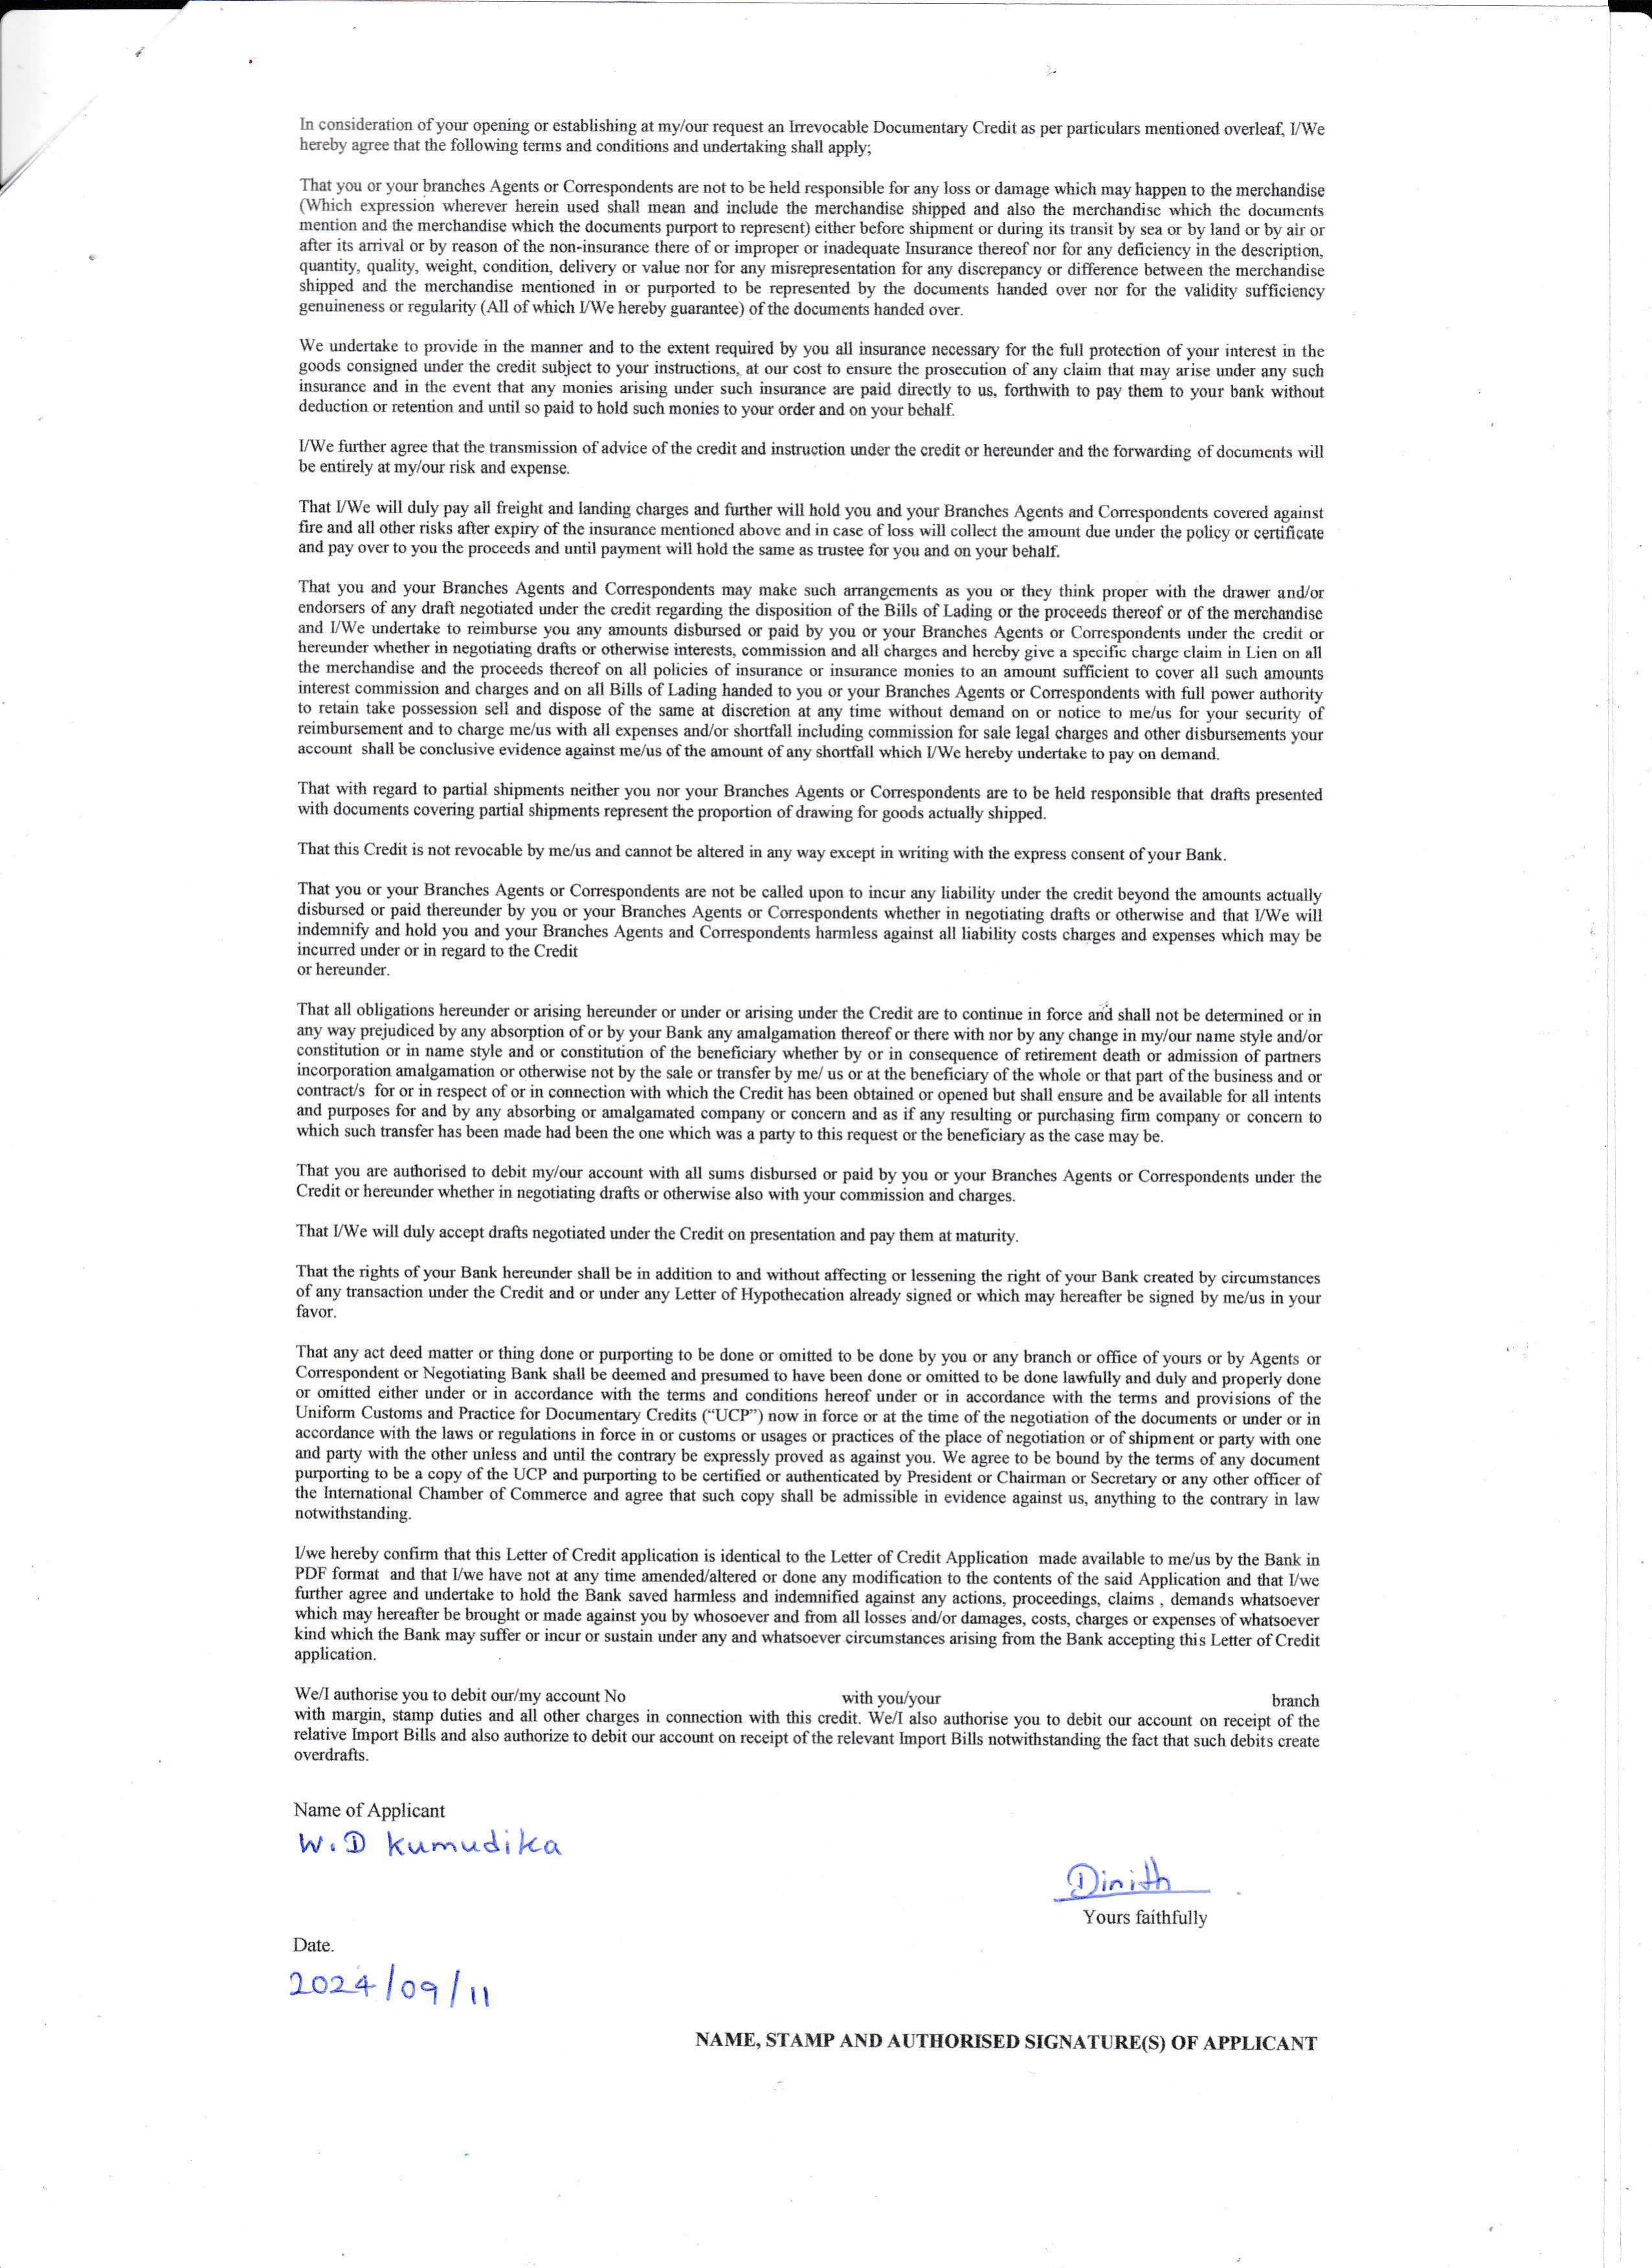 In consideration of your opening or establishing at my/our request an Irrevocable Documentary Credit as per particulars mentioned overleaf, I/We
hereby agree that the following terms and conditions and undertaking shall apply;
That you or your branches Agents or Correspondents are not to be held responsible for any loss or damage which may happen to the merchandise
(Which expression wherever herein used shall mean and include the merchandise shipped and also the merchandise which the documents
mention and the merchandise which the documents purport to represent) either before shipment or during its transit by sea or by land or by air or
after its arrival or by reason of the non-insurance there of or improper or inadequate Insurance thereof nor for any deficiency in the description,
quantity, quality, weight, condition, delivery or value nor for any misrepresentation for any discrepancy or difference between the merchandise
shipped and the merchandise mentioned in or purported to be represented by the documents handed over nor for the validity sufficiency
genuineness or regularity (All of which I/We hereby guarantee) of the documents handed over.
We undertake to provide in the manner and to the extent required by you all insurance necessary for the full protection of your interest in the
goods consigned under the credit subject to your instructions, at our cost to ensure the prosecution of any claim that may arise under any such
insurance and in the event that any monies arising under such insurance are paid directly to us, forthwith to pay them to your bank without
deduction or retention and until so paid to hold such monies to your order and on your behalf.
I/We further agree that the transmission of advice of the credit and instruction under the credit or hereunder and the forwarding of documents will
be entirely at my/our risk and expense.
That I/We will duly pay all freight and landing charges and further will hold you and your Branches Agents and Correspondents covered against
fire and all other risks after expiry of the insurance mentioned above and in case of loss will collect the amount due under the policy or certificate
and pay over to you the proceeds and until payment will hold the same as trustee for you and on your behalf.
That you and your Branches Agents and Correspondents may make such arrangements as you or they think proper with the drawer and/or
endorsers of any draft negotiated under the credit regarding the disposition of the Bills of Lading or the proceeds thereof or of the merchandise
and I/We undertake to reimburse you any amounts disbursed or paid by you or your Branches Agents or Correspondents under the credit or
hereunder whether in negotiating drafts or otherwise interests, commission and all charges and hereby give a specific charge claim in Lien on all
the merchandise and the proceeds thereof on all policies of insurance or insurance monies to an amount sufficient to cover all such amounts
interest commission and charges and on all Bills of Lading handed to you or your Branches Agents or Correspondents with full power authority
to retain take possession sell and dispose of the same at discretion at any time without demand on or notice to me/us for your security of
reimbursement and to charge me/us with all expenses and/or shortfall including commission for sale legal charges and other disbursements your
account shall be conclusive evidence against me/us of the amount of any shortfall which I/We hereby undertake to pay on demand.
That with regard to partial shipments neither you nor your Branches Agents or Correspondents are to be held responsible that drafts presented
with documents covering partial shipments represent the proportion of drawing for goods actually shipped.
That this Credit is not revocable by me/us and cannot be altered in any way except in writing with the express consent of your Bank.
That you or your Branches Agents or Correspondents are not be called upon to incur any liability under the credit beyond the amounts actually
disbursed or paid thereunder by you or your Branches Agents or Correspondents whether in negotiating drafts or otherwise and that I/We will
indemnify and hold you and your Branches Agents and Correspondents harmless against all liability costs charges and expenses which may be
incurred under or in regard to the Credit
or hereunder.
That all obligations hereunder or arising hereunder or under or arising under the Credit are to continue in force and shall not be determined or in
any way prejudiced by any absorption of or by your Bank any amalgamation thereof or there with nor by any change in my/our name style and/or
constitution or in name style and or constitution of the beneficiary whether by or in consequence of retirement death or admission of partners
incorporation amalgamation or otherwise not by the sale or transfer by me/ us or at the beneficiary of the whole or that part of the business and or
contract/s for or in respect of or in connection with which the Credit has been obtained or opened but shall ensure and be available for all intents
and purposes for and by any absorbing or amalgamated company or concern and as if any resulting or purchasing firm company or concern to
which such transfer has been made had been the one which was a party to this request or the beneficiary as the case may be.
That you are authorised to debit my/our account with all sums disbursed or paid by you or your Branches Agents or Correspondents under the
Credit or hereunder whether in negotiating drafts or otherwise also with your commission and charges.
That I/We will duly accept drafts negotiated under the Credit on presentation and pay them at maturity.
That the rights of your Bank hereunder shall be in addition to and without affecting or lessening the right of your Bank created by circumstances
of any transaction under the Credit and or under any Letter of Hypothecation already signed or which may hereafter be signed by me/us in your
favor.
That any act deed matter or thing done or purporting to be done or omitted to be done by you or any branch or office of yours or by Agents or
Correspondent or Negotiating Bank shall be deemed and presumed to have been done or omitted to be done lawfully and duly and properly done
or omitted either under or in accordance with the terms and conditions hereof under or in accordance with the terms and provisions of the
Uniform Customs and Practice for Documentary Credits (“UCP”) now in force or at the time of the negotiation of the documents or under or in
accordance with the laws or regulations in force in or customs or usages or practices of the place of negotiation or of shipment or party with one
and party with the other unless and until the contrary be expressly proved as against you. We agree to be bound by the terms of any document
purporting to be a copy of the UCP and purporting to be certified or authenticated by President or Chairman or Secretary or any other officer of
the International Chamber of Commerce and agree that such copy shall be admissible in evidence against us, anything to the contrary in law
notwithstanding.
I/we hereby confirm that this Letter of Credit application is identical to the Letter of Credit Application made available to me/us by the Bank in
PDF format and that I/we have not at any time amended/altered or done any modification to the contents of the said Application and that I/we
further agree and undertake to hold the Bank saved harmless and indemnified against any actions, proceedings, claims , demands whatsoever
which may hereafter be brought or made against you by whosoever and from all losses and/or damages, costs, charges or expenses of whatsoever
kind which the Bank may suffer or incur or sustain under any and whatsoever circumstances arising from the Bank accepting this Letter of Credit
application.
We/I authorise you to debit our/my account No with you/your branch
with margin, stamp duties and all other charges in connection with this credit. We/I also authorise you to debit our account on receipt of the
relative Import Bills and also authorize to debit our account on receipt of the relevant Import Bills notwithstanding the fact that such debits create
overdrafts.
Name of Applicant
W.D Kumudika
Dinith
Yours faithfully
Date.
2024/09/11
NAME, STAMP AND AUTHORISED SIGNATURE(S) OF APPLICANT